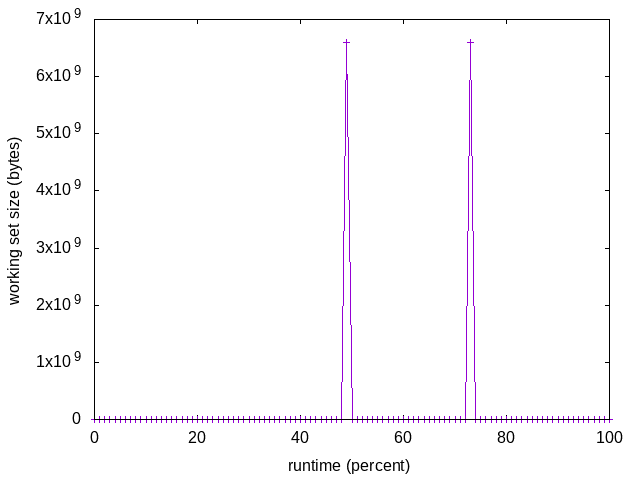 7x10^9
6x10^9
5x10^9
4x10^9
3x10^9
2x10^9
1x10^9
0
working set size (bytes)
0 20 40 60 80 100
runtime (percent)